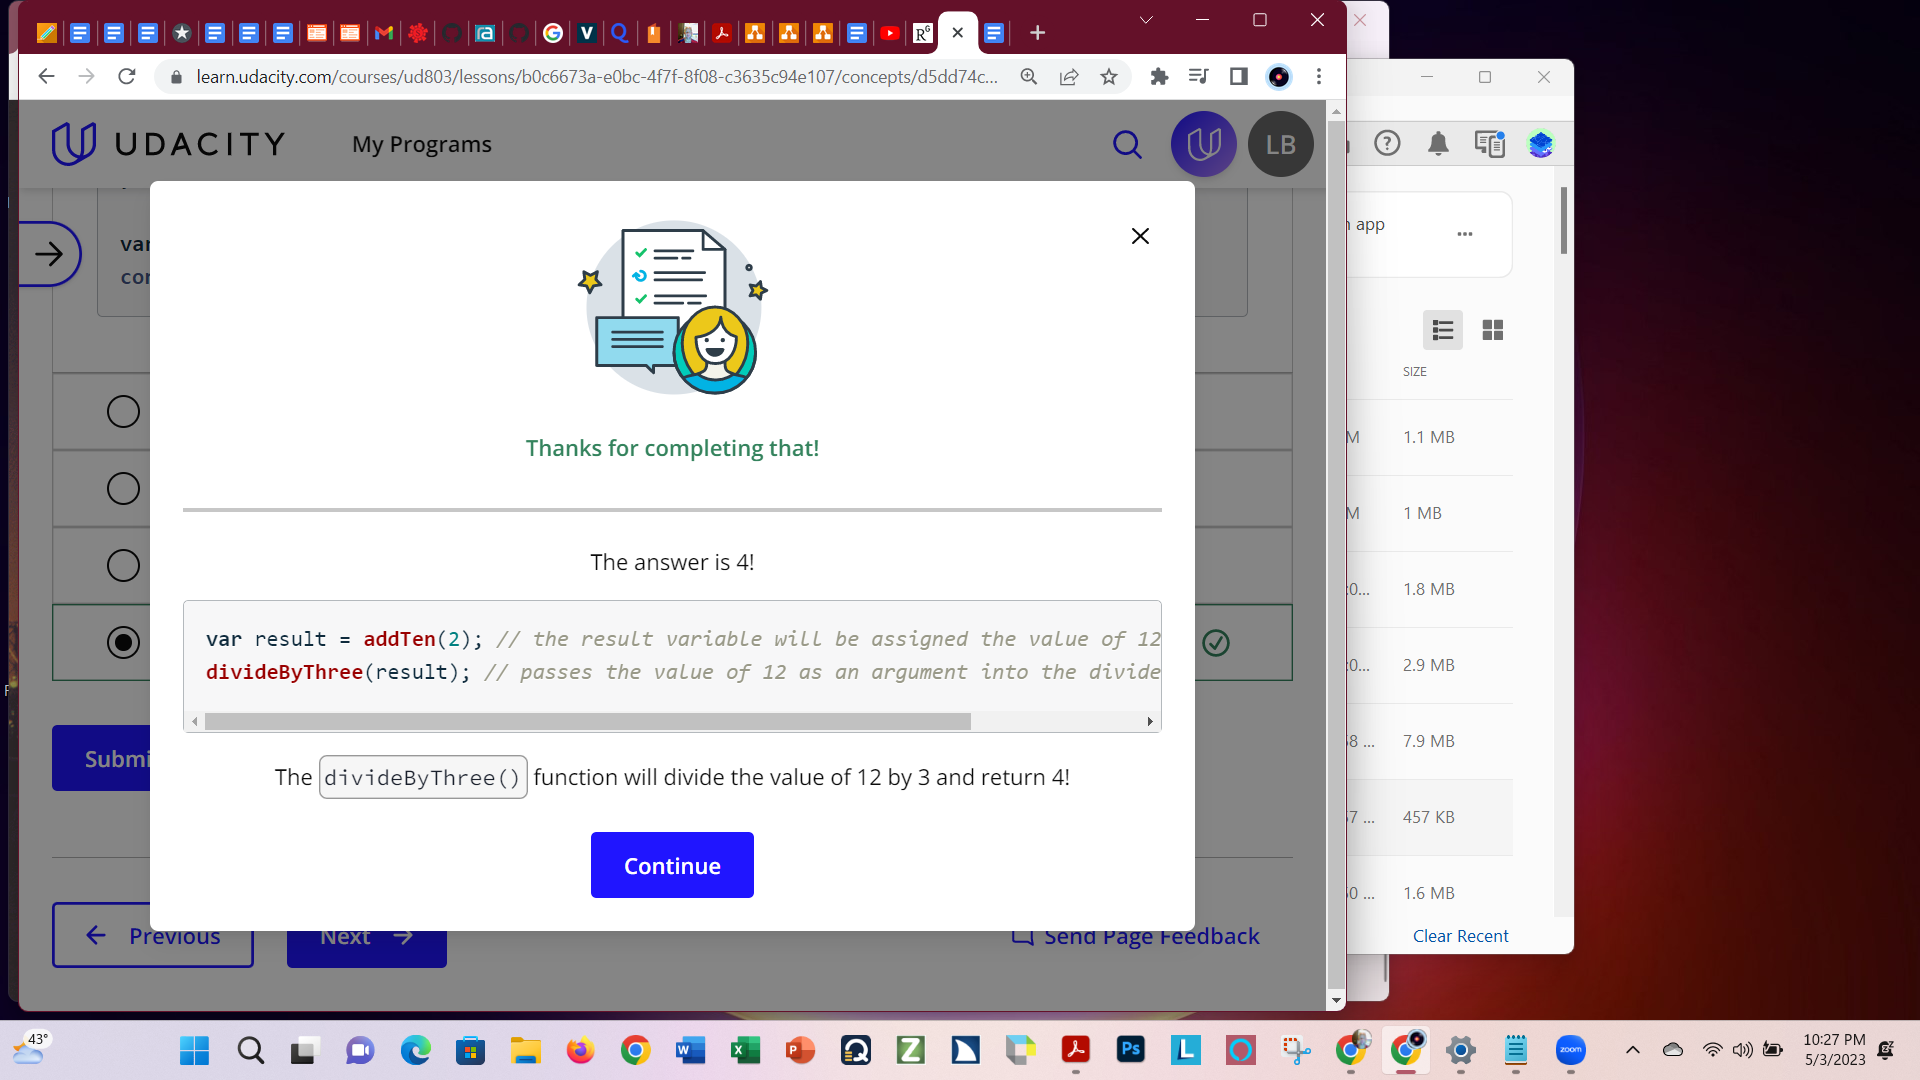 learn.udacity.com/courses/ud803/lessons/b0c6673a-e0bc-4f7f-8f08-c3635c94e107/concepts/d5dd74c...
UDACITY
My Programs
LB
var
app
SIZE
1.1 MB
1 MB
1.8 MB
2.9 MB
7.9 MB
457 KB
1.6 MB
Clear Recent
Thanks for completing that!
The answer is 4!
var result = addTen(2); // the result variable will be assigned the value of 12
divideByThree(result); // passes the value of 12 as an argument into the divide
The divideByThree() function will divide the value of 12 by 3 and return 4!
Continue
Submi
Previous
Next
Send Page Feedback
43°
zoom
10:27 PM
5/3/2023